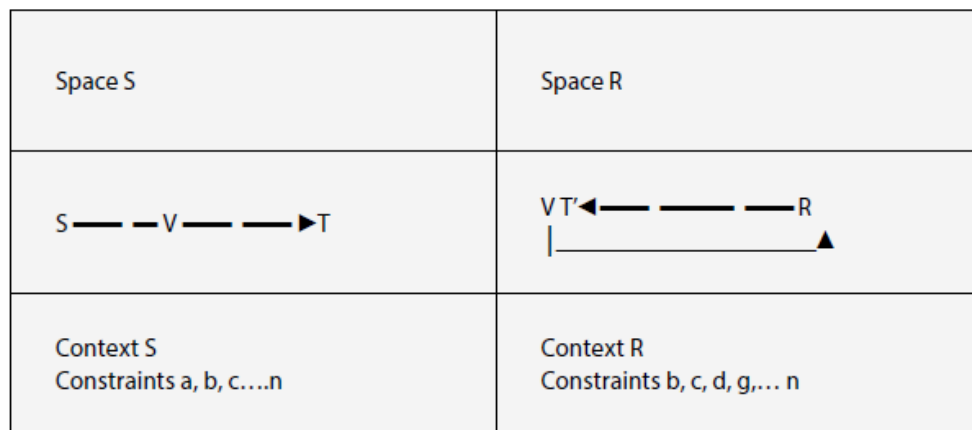 Space S
Space R
S V T
V T' R
Context S
Constraints a, b, c....n
Context R
Constraints b, c, d, g,... n